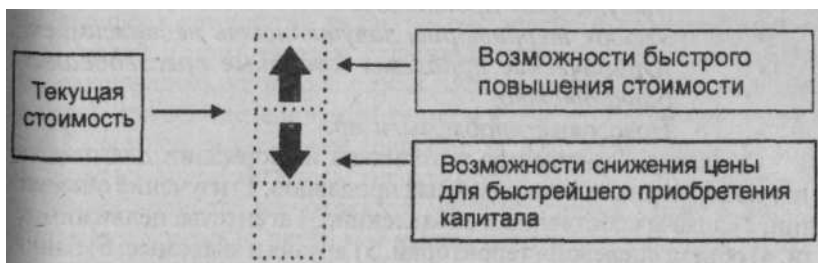 Текущая
стоимость
Возможности быстрого
повышения стоимости
Возможности снижения цены
для быстрейшего приобретения
капитала